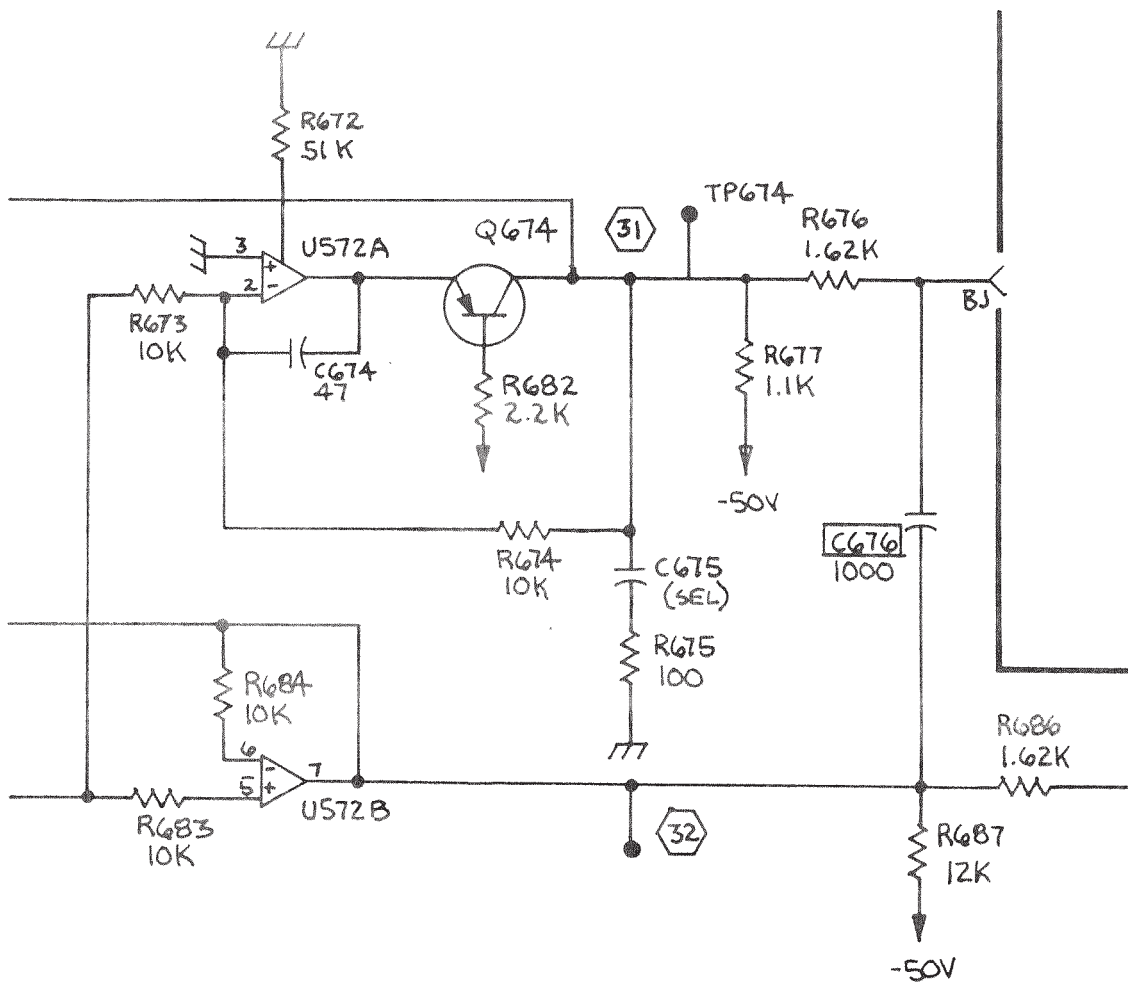 R672
51K
TP674
Q674
31
R676
1.62K
3
U572A
+
-
2
BJ
R673
10K
C674
47
R682
2.2K
R677
1.1K
-50V
R674
10K
C675
(SEL)
C676
1000
R675
100
R684
10K
R686
1.62K
6
-
7
5
+
U572B
R683
10K
32
R687
12K
-50V